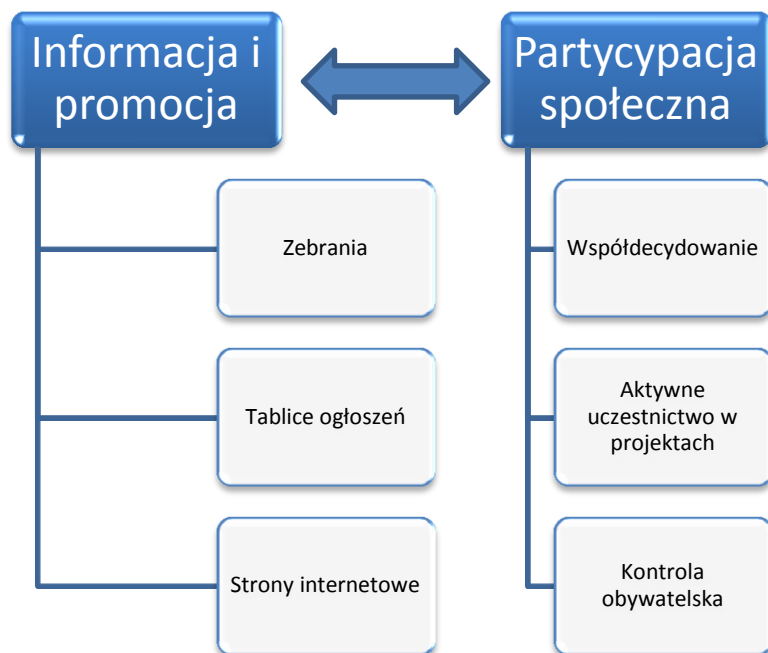 Informacja i
promocja
Partycypacja
społeczna
Zebrania
Współdecydowanie
Tablice ogłoszeń
Aktywne
uczestnictwo w
projektach
Strony internetowe
Kontrola
obywatelska